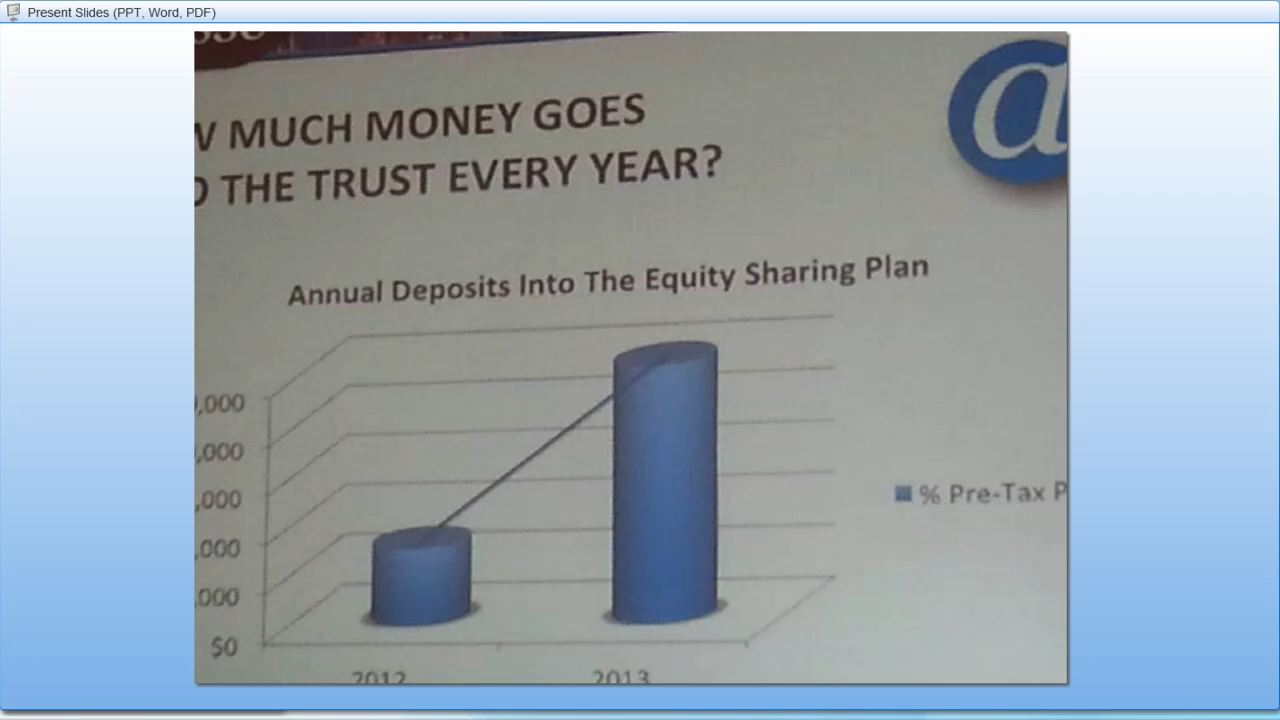 Present Slides (PPT, Word, PDF)
W MUCH MONEY GOES
O THE TRUST EVERY YEAR?
Annual Deposits Into The Equity Sharing Plan
,000
,000
,000
,000
,000
$0
% Pre-Tax P
2012
2013